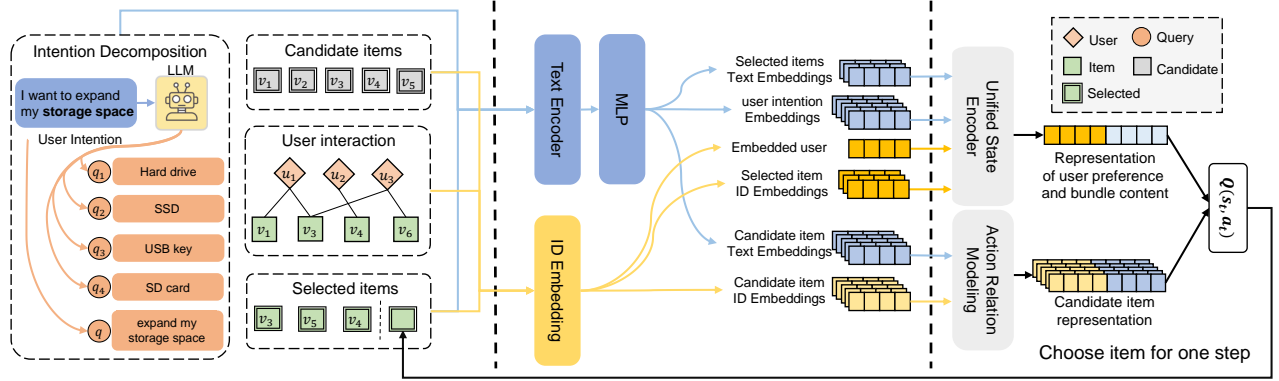 Intention Decomposition
LLM
I want to expand
my storage space
User Intention
q1
Hard drive
q2
SSD
q3
USB key
q4
SD card
q
expand my
storage space
Candidate items
v1
v2
v3
v4
v5
User interaction
u1
u2
u3
v1
v3
v4
v6
Selected items
v3
v5
v4
Text Encoder
MLP
ID Embedding
Selected items
Text Embeddings
user intention
Embeddings
Embedded user
Selected item
ID Embeddings
Candidate item
Text Embeddings
Candidate item
ID Embeddings
Unified State
Encoder
Action Relation
Modeling
User
Query
Item
Candidate
Selected
Representation
of user preference
and bundle content
Candidate item
representation
Q(st, at)
Choose item for one step